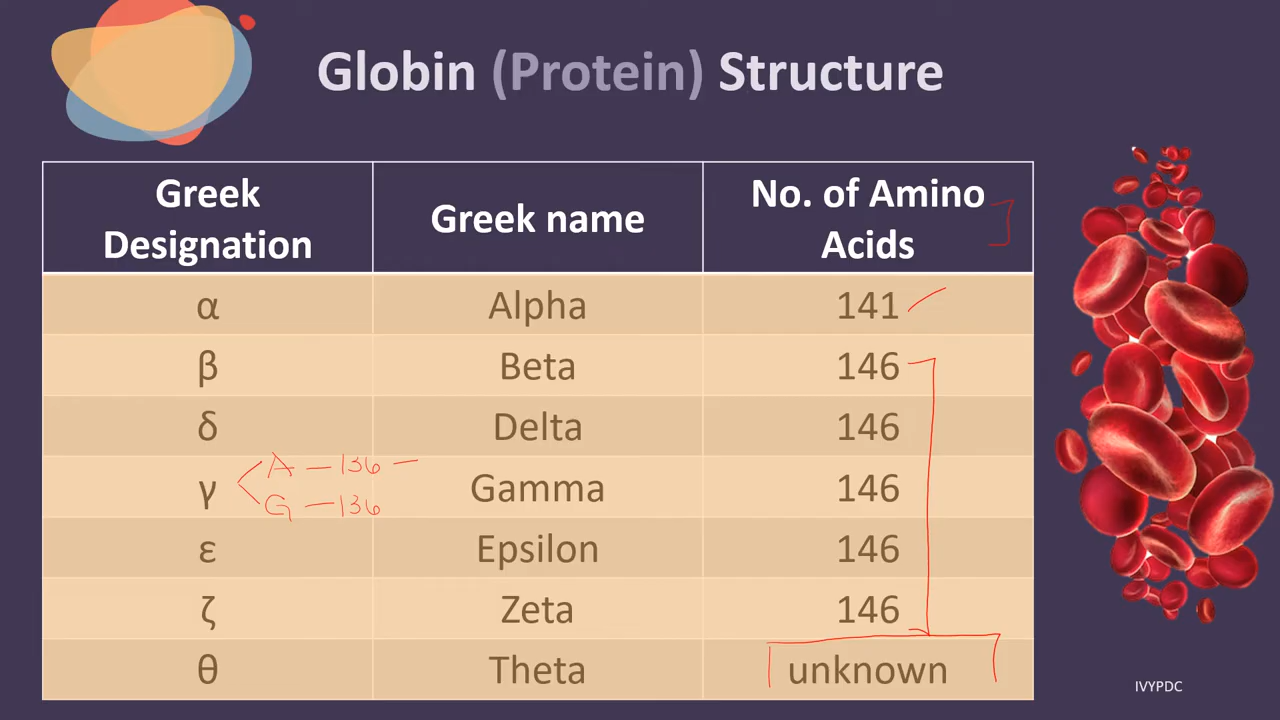 Globin (Protein) Structure
Greek Designation Greek name No. of Amino Acids
α Alpha 141
β Beta 146
δ Delta 146
γ A — 136 — Gamma 146
G — 136
ε Epsilon 146
ζ Zeta 146
θ Theta unknown
IVYPDC